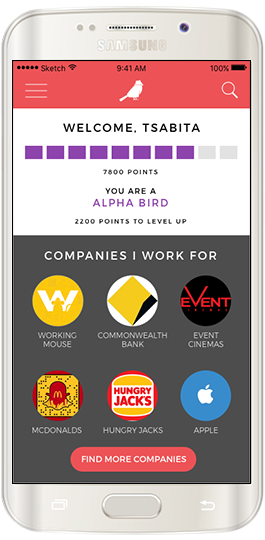 SAMSUNG
Sketch
9:41 AM
100%
WELCOME, TSABITA
7800 POINTS
YOU ARE A
ALPHA BIRD
2200 POINTS TO LEVEL UP
COMPANIES I WORK FOR
EVENT
CINEMAS
HUNGRY
JACK'S
WORKING
MOUSE
COMMONWEALTH
BANK
EVENT
CINEMAS
MCDONALDS
HUNGRY JACKS
APPLE
FIND MORE COMPANIES